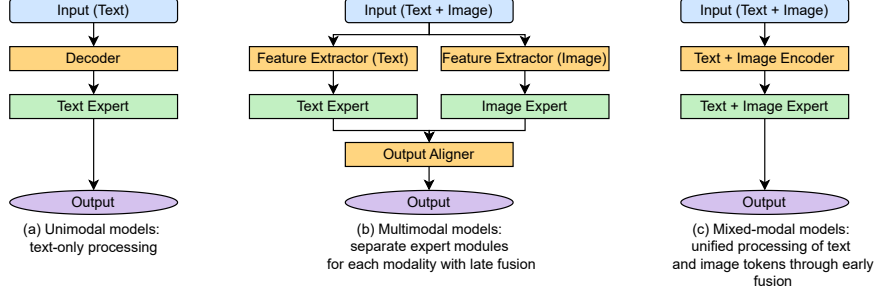 Input (Text)
Decoder
Text Expert
Output
(a) Unimodal models:
text-only processing
Input (Text + Image)
Feature Extractor (Text)
Feature Extractor (Image)
Text Expert
Image Expert
Output Aligner
Output
(b) Multimodal models:
separate expert modules
for each modality with late fusion
Input (Text + Image)
Text + Image Encoder
Text + Image Expert
Output
(c) Mixed-modal models:
unified processing of text
and image tokens through early
fusion